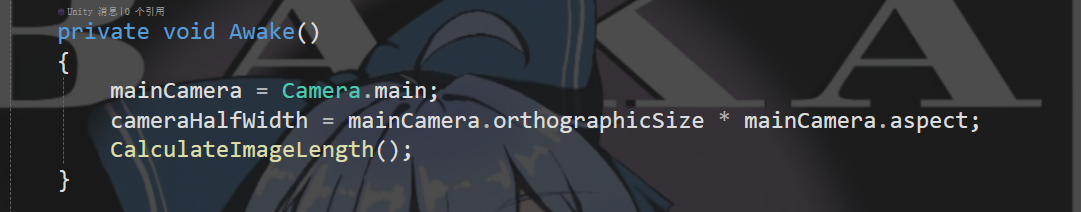 Unity 消息|0 个引用
private void Awake()
{
mainCamera = Camera.main;
cameraHalfWidth = mainCamera.orthographicSize * mainCamera.aspect;
CalculateImageLength();
}
BAKA